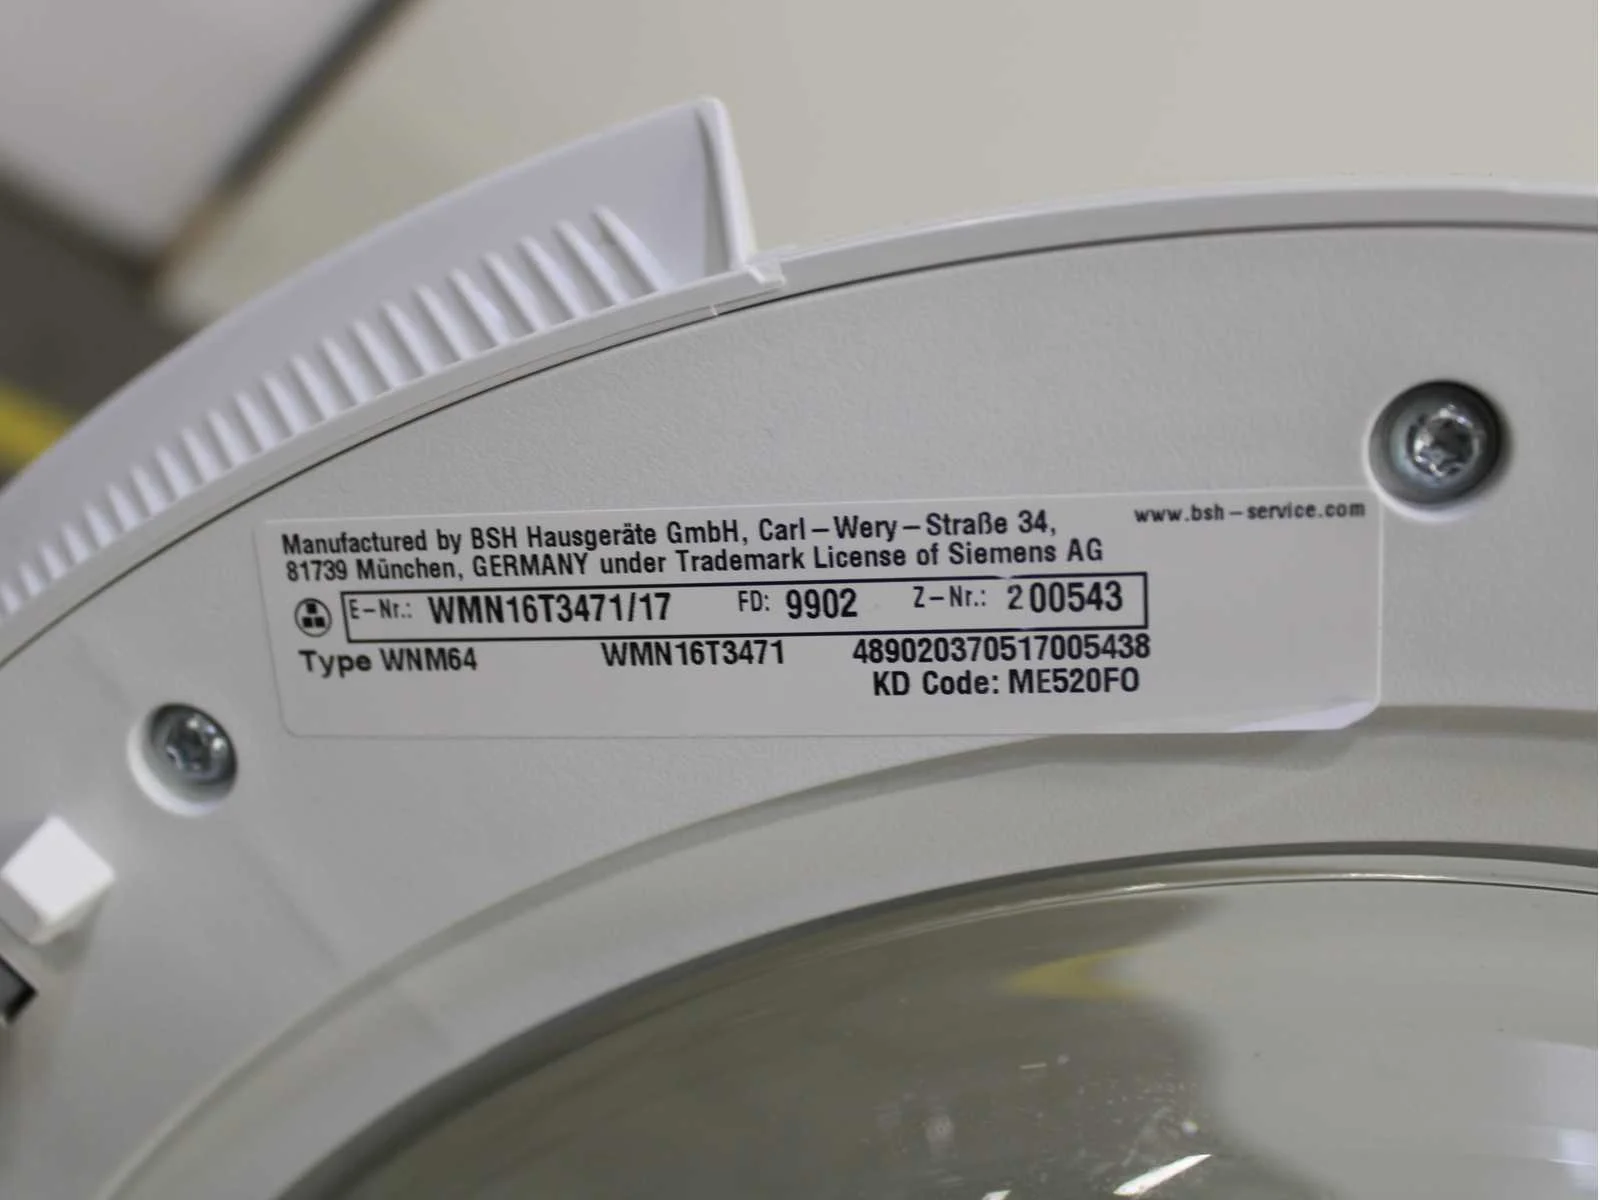 Manufactured by BSH Hausgeräte GmbH, Carl-Wery-Straße 34,
www.bsh-service.com
81739 München, GERMANY under Trademark License of Siemens AG
E-Nr.: WMN16T3471/17 FD: 9902 Z-Nr.: 200543
Type WNM64 WMN16T3471 489020370517005438
KD Code: ME520FO